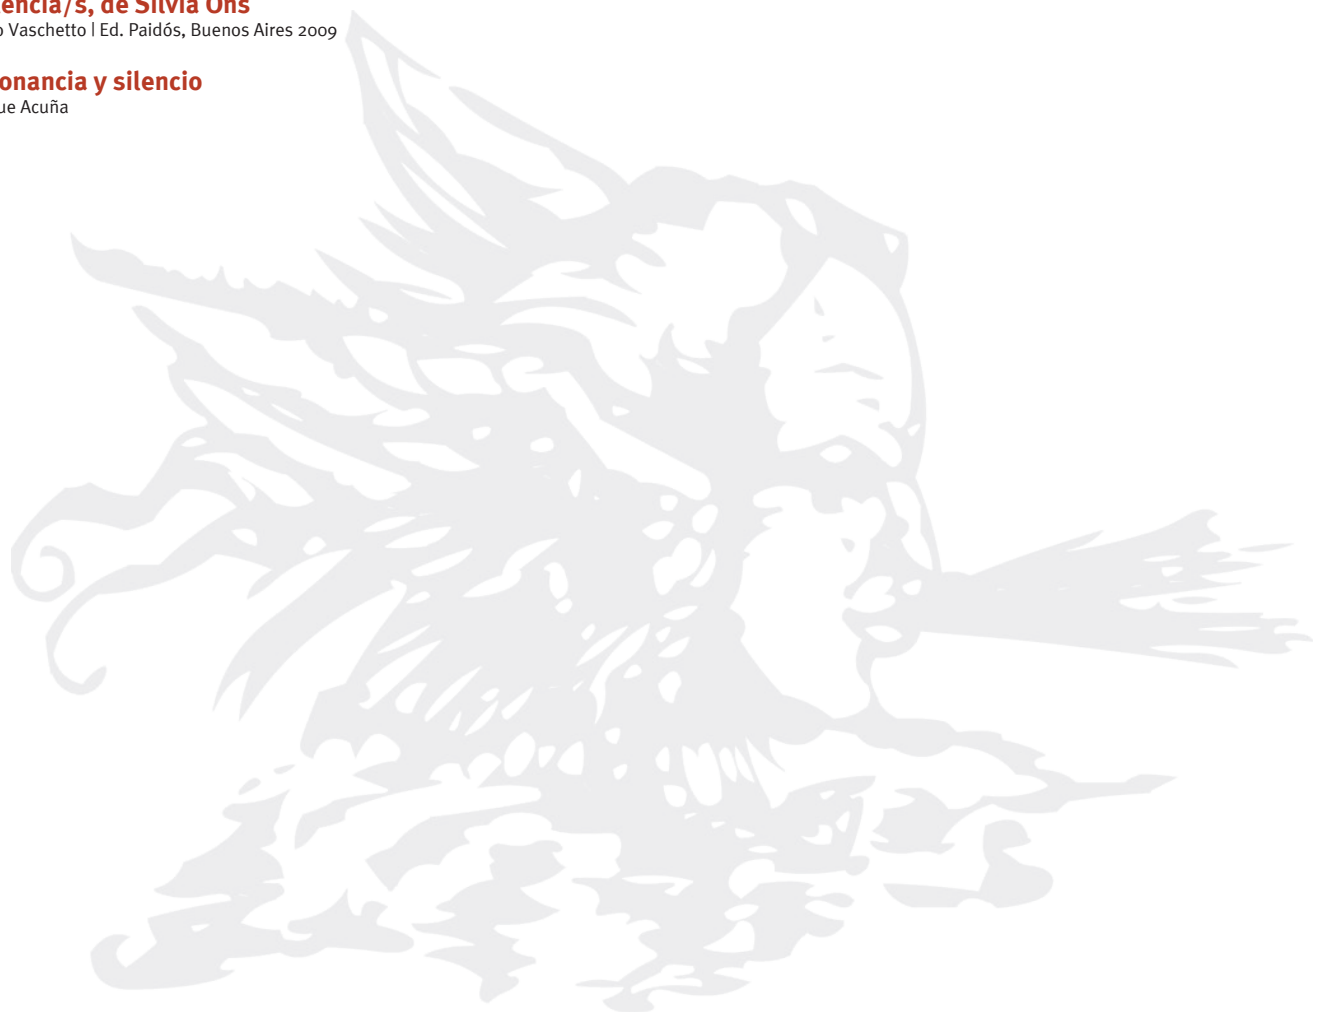 encia/s, de Silvia Ons
o Vaschetto | Ed. Paidós, Buenos Aires 2009
onancia y silencio
ue Acuña